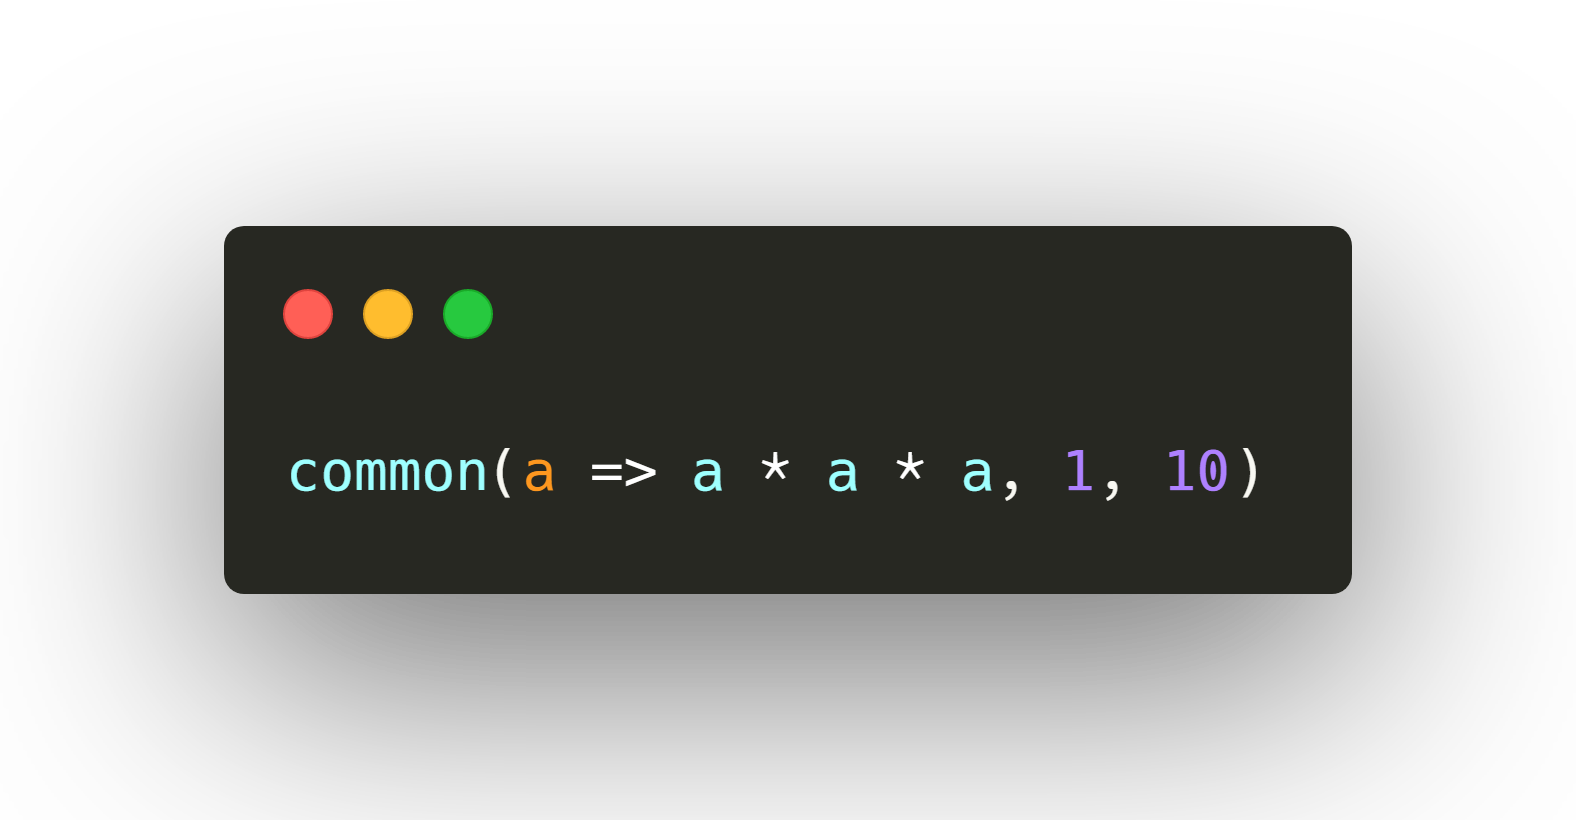 common(a => a * a * a, 1, 10)